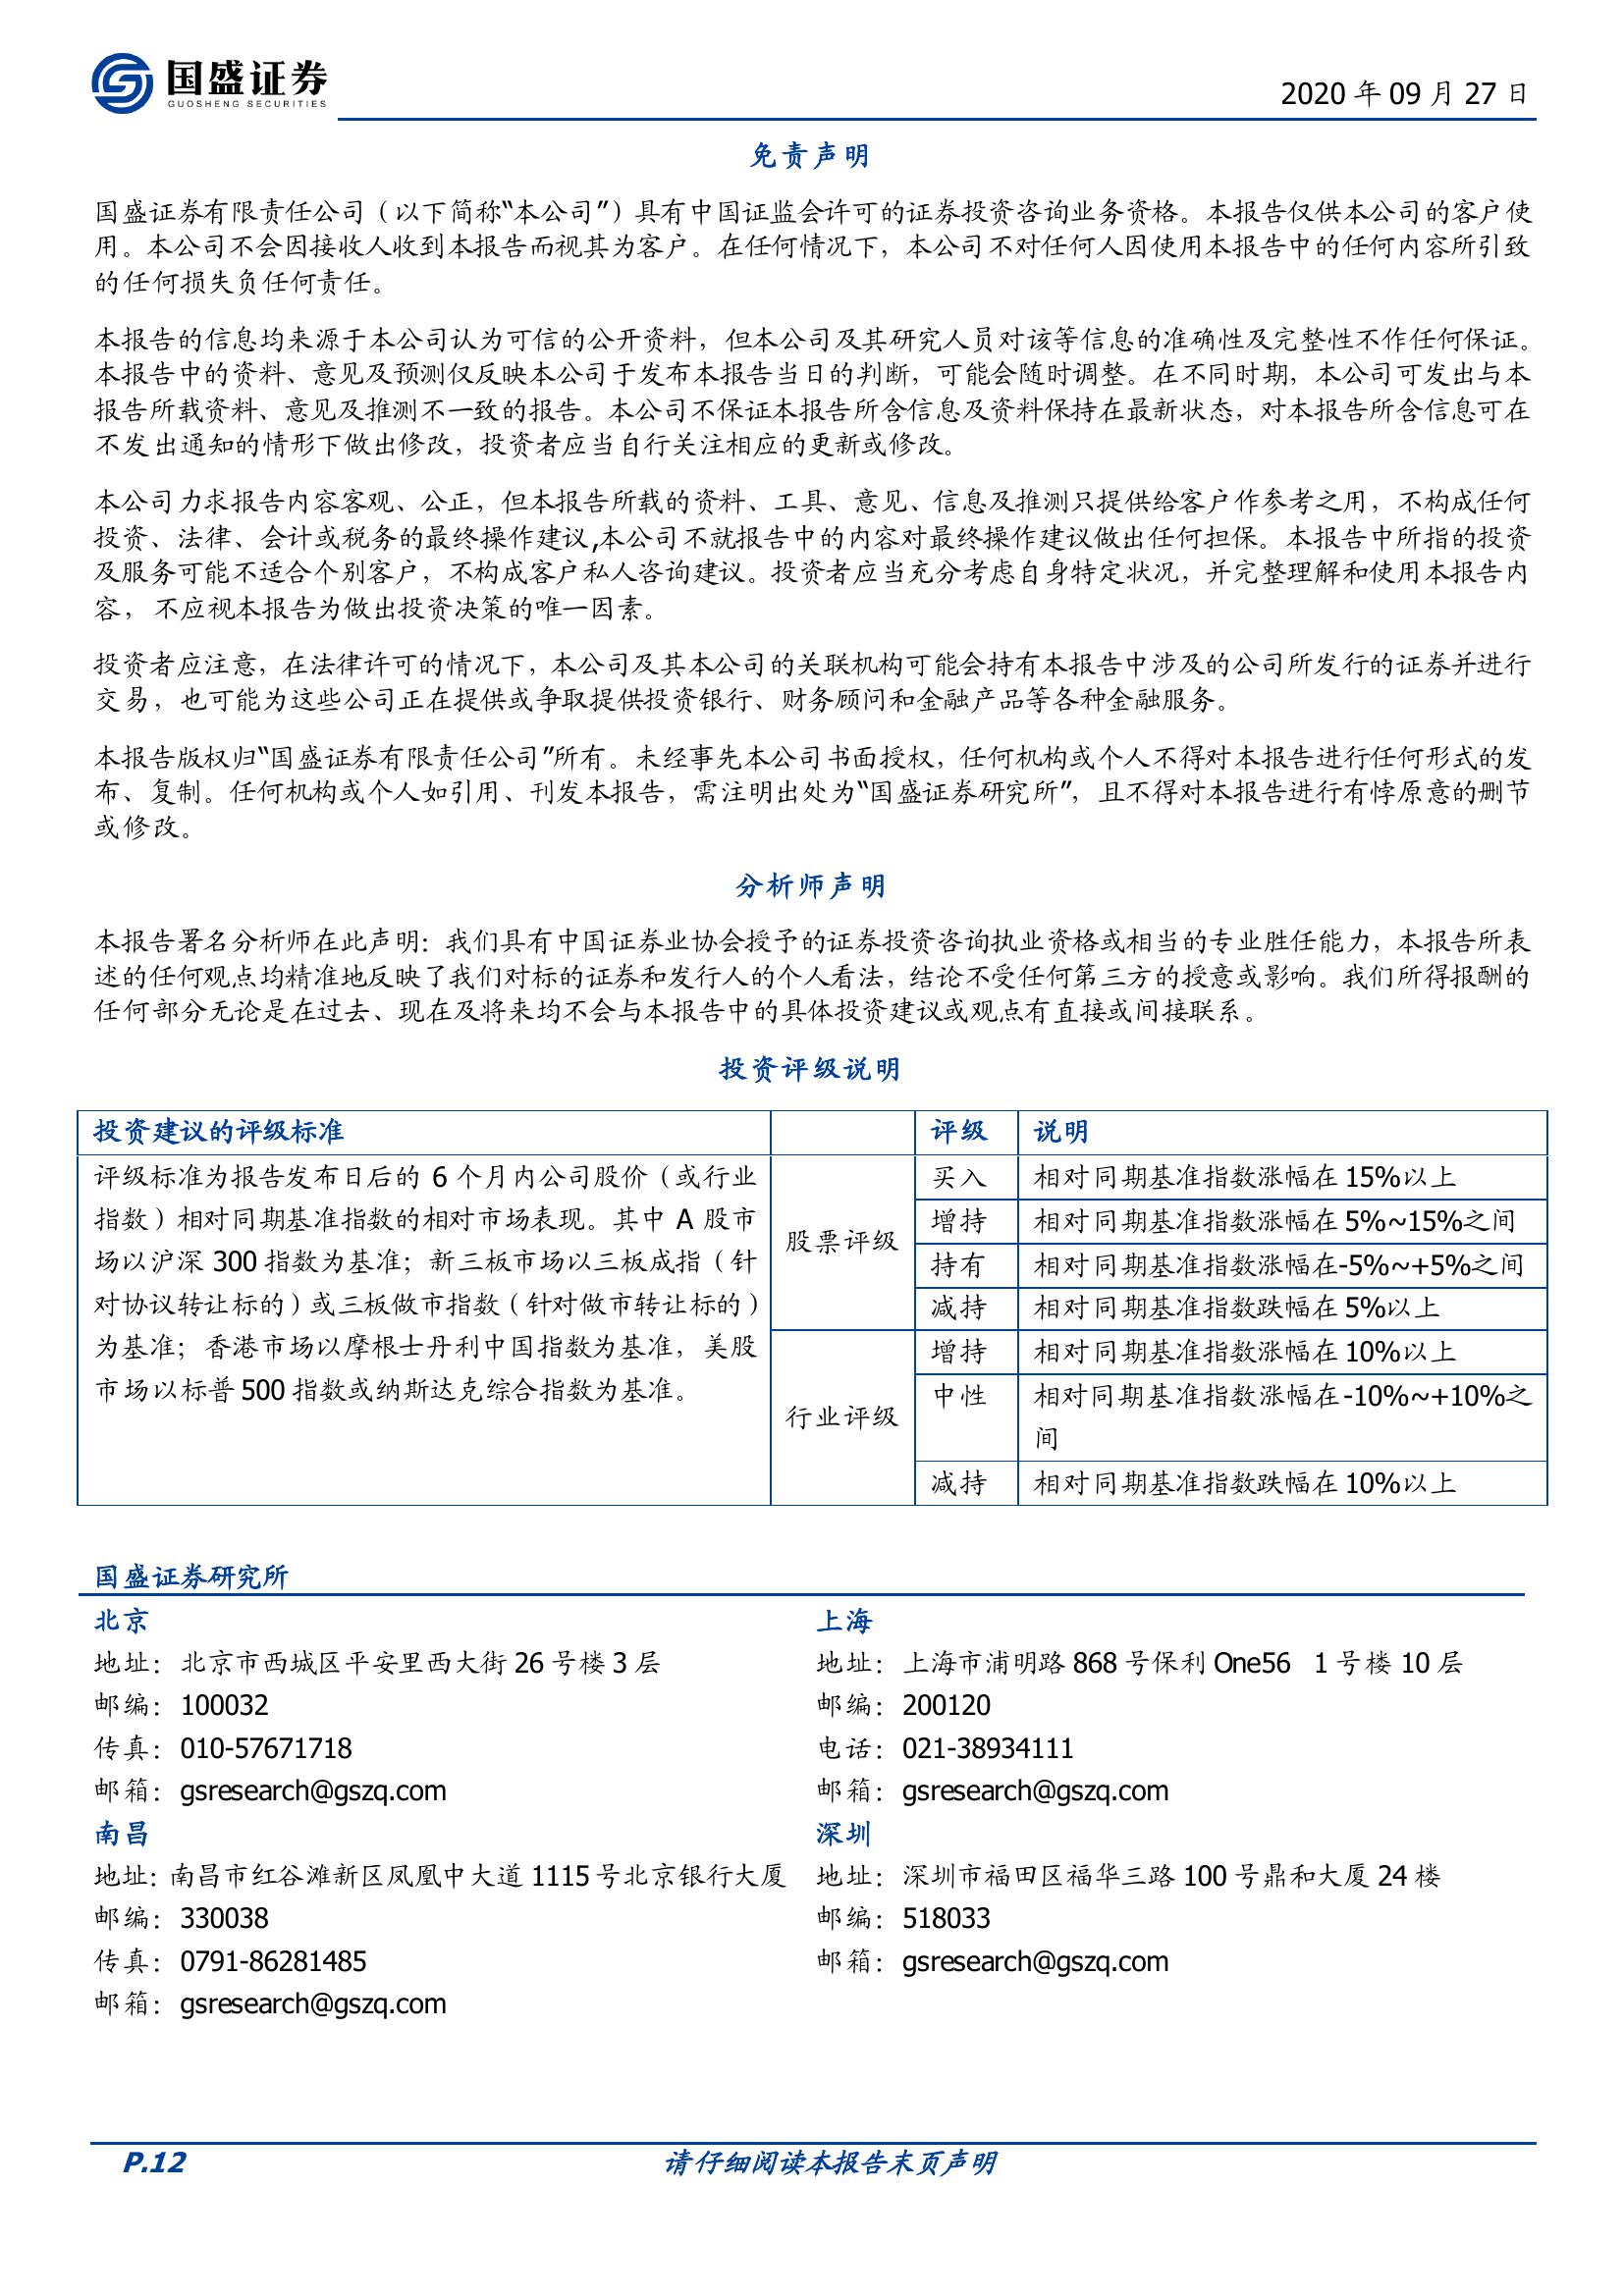 国盛证券
GUOSHENG SECURITIES
2020 年 09 月 27 日
免责声明
国盛证券有限责任公司（以下简称“本公司”）具有中国证监会许可的证券投资咨询业务资格。本报告仅供本公司的客户使
用。本公司不会因接收人收到本报告而视其为客户。在任何情况下，本公司不对任何人因使用本报告中的任何内容所引致
的任何损失负任何责任。
本报告的信息均来源于本公司认为可信的公开资料，但本公司及其研究人员对该等信息的准确性及完整性不作任何保证。
本报告中的资料、意见及预测仅反映本公司于发布本报告当日的判断，可能会随时调整。在不同时期，本公司可发出与本
报告所载资料、意见及推测不一致的报告。本公司不保证本报告所含信息及资料保持在最新状态，对本报告所含信息可在
不发出通知的情形下做出修改，投资者应当自行关注相应的更新或修改。
本公司力求报告内容客观、公正，但本报告所载的资料、工具、意见、信息及推测只提供给客户作参考之用，不构成任何
投资、法律、会计或税务的最终操作建议,本公司不就报告中的内容对最终操作建议做出任何担保。本报告中所指的投资
及服务可能不适合个别客户，不构成客户私人咨询建议。投资者应当充分考虑自身特定状况，并完整理解和使用本报告内
容，不应视本报告为做出投资决策的唯一因素。
投资者应注意，在法律许可的情况下，本公司及其本公司的关联机构可能会持有本报告中涉及的公司所发行的证券并进行
交易，也可能为这些公司正在提供或争取提供投资银行、财务顾问和金融产品等各种金融服务。
本报告版权归“国盛证券有限责任公司”所有。未经事先本公司书面授权，任何机构或个人不得对本报告进行任何形式的发
布、复制。任何机构或个人如引用、刊发本报告，需注明出处为“国盛证券研究所”，且不得对本报告进行有悖原意的删节
或修改。
分析师声明
本报告署名分析师在此声明：我们具有中国证券业协会授予的证券投资咨询执业资格或相当的专业胜任能力，本报告所表
述的任何观点均精准地反映了我们对标的证券和发行人的个人看法，结论不受任何第三方的授意或影响。我们所得报酬的
任何部分无论是在过去、现在及将来均不会与本报告中的具体投资建议或观点有直接或间接联系。
投资评级说明
投资建议的评级标准 评级 说明
评级标准为报告发布日后的 6 个月内公司股价（或行业
指数）相对同期基准指数的相对市场表现。其中 A 股市
场以沪深 300 指数为基准；新三板市场以三板成指（针
对协议转让标的）或三板做市指数（针对做市转让标的）
为基准；香港市场以摩根士丹利中国指数为基准，美股
市场以标普 500 指数或纳斯达克综合指数为基准。
股票评级
买入 相对同期基准指数涨幅在 15%以上
增持 相对同期基准指数涨幅在 5%~15%之间
持有 相对同期基准指数涨幅在-5%~+5%之间
减持 相对同期基准指数跌幅在 5%以上
行业评级
增持 相对同期基准指数涨幅在 10%以上
中性 相对同期基准指数涨幅在-10%~+10%之
间
减持 相对同期基准指数跌幅在 10%以上
国盛证券研究所
北京
地址：北京市西城区平安里西大街 26 号楼 3 层
邮编：100032
传真：010-57671718
邮箱：gsresearch@gszq.com
上海
地址：上海市浦明路 868 号保利 One56 1 号楼 10 层
邮编：200120
电话：021-38934111
邮箱：gsresearch@gszq.com
南昌
地址：南昌市红谷滩新区凤凰中大道 1115 号北京银行大厦
邮编：330038
传真：0791-86281485
邮箱：gsresearch@gszq.com
深圳
地址：深圳市福田区福华三路 100 号鼎和大厦 24 楼
邮编：518033
邮箱：gsresearch@gszq.com
P.12 请仔细阅读本报告末页声明